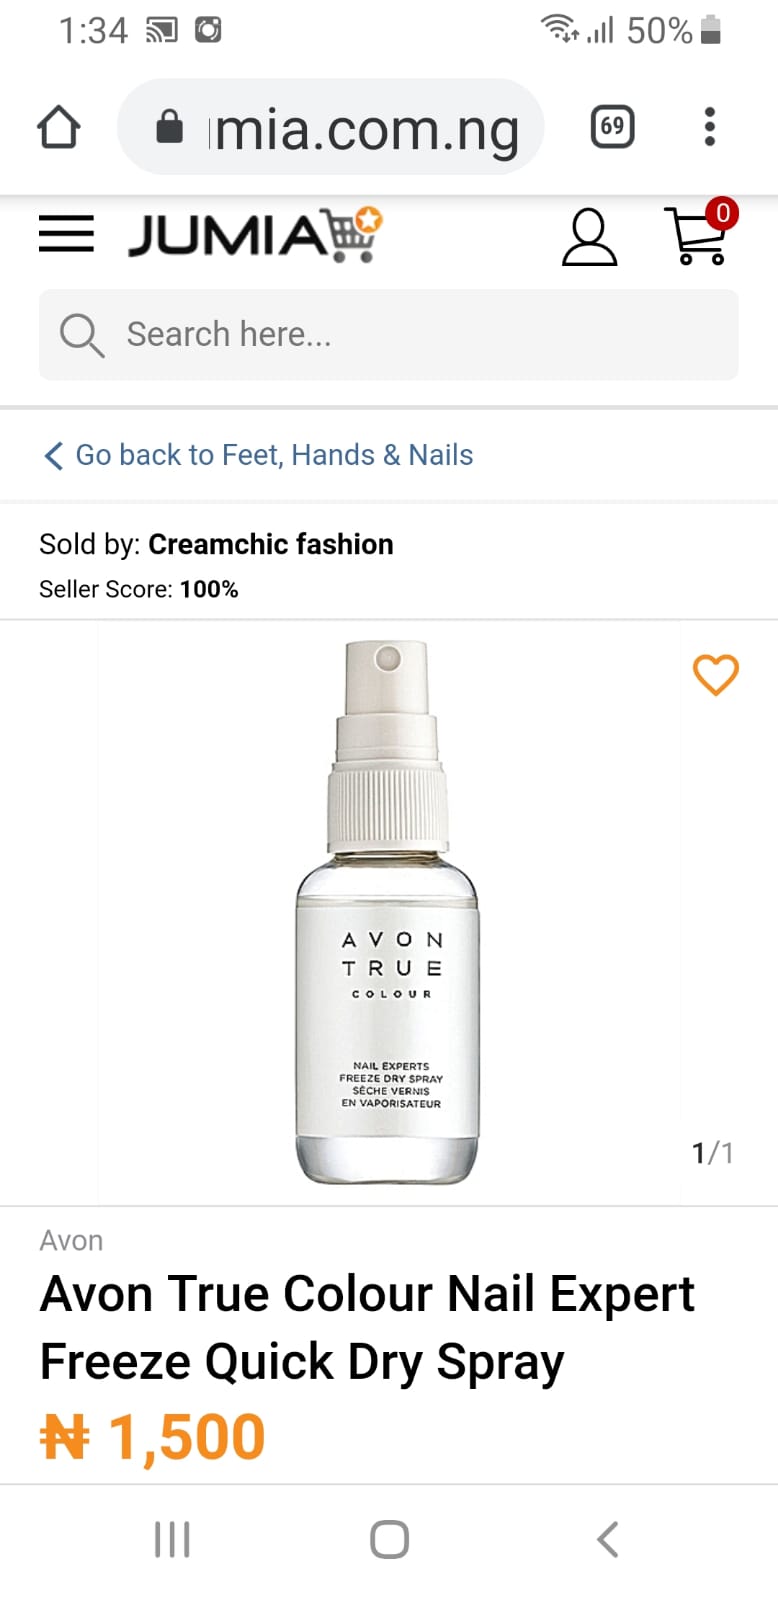 1:34 50%
mia.com.ng 69
JUMIA 0
Search here...
Go back to Feet, Hands & Nails
Sold by: Creamchic fashion
Seller Score: 100%
AVON
TRUE
COLOUR
NAIL EXPERTS
FREEZE DRY SPRAY
SÈCHE VERNIS
EN VAPORISATEUR
1/1
Avon
Avon True Colour Nail Expert
Freeze Quick Dry Spray
₦ 1,500